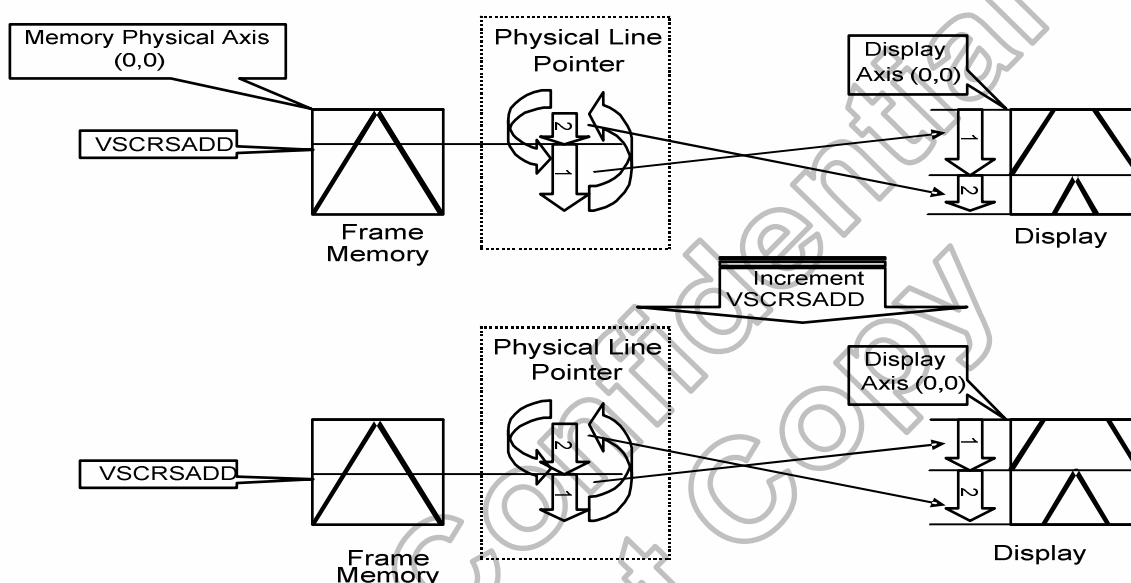 Memory Physical Axis
(0,0)
Physical Line
Pointer
Display
Axis (0,0)
VSCRSADD
2
1
1
2
Frame
Memory
Display
Increment
VSCRSADD
Physical Line
Pointer
Display
Axis (0,0)
VSCRSADD
2
1
1
2
Frame
Memory
Display
Confidential
Copy